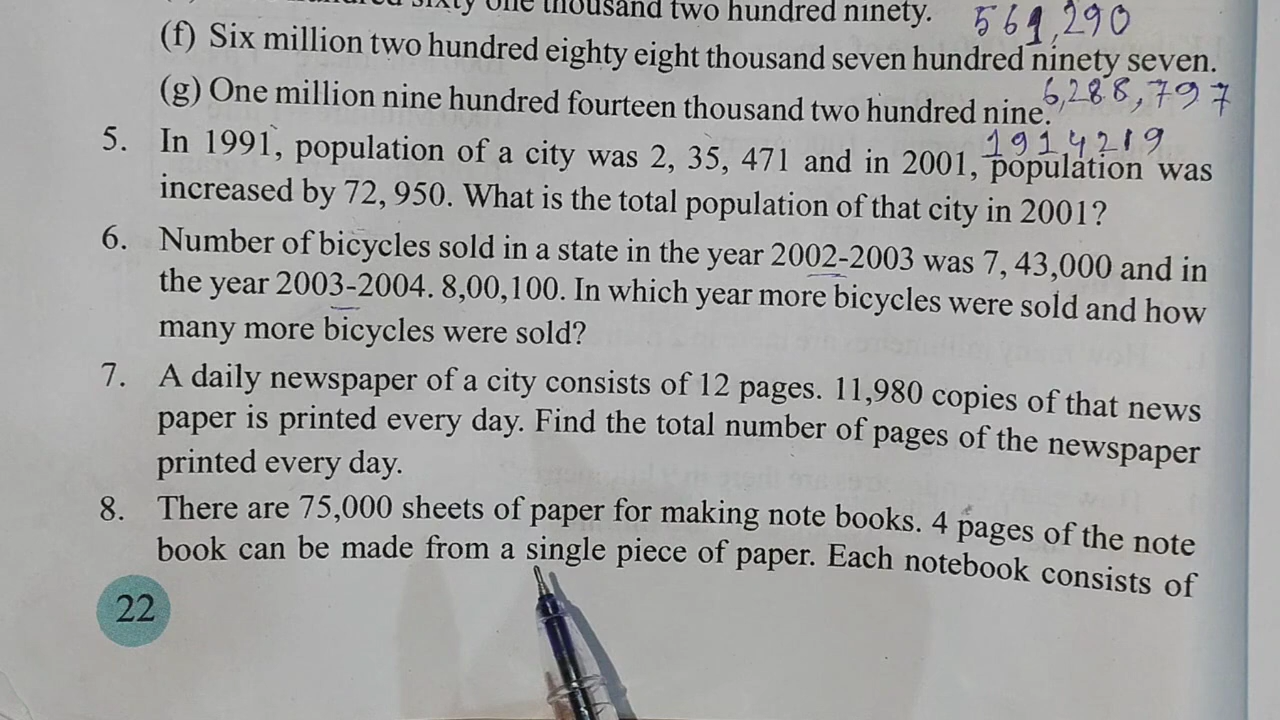 sixty one thousand two hundred ninety. 561,290
(f) Six million two hundred eighty eight thousand seven hundred ninety seven.
6,288,797
(g) One million nine hundred fourteen thousand two hundred nine.
1914219
5. In 1991, population of a city was 2, 35, 471 and in 2001, population was
increased by 72, 950. What is the total population of that city in 2001?
6. Number of bicycles sold in a state in the year 2002-2003 was 7, 43,000 and in
the year 2003-2004. 8,00,100. In which year more bicycles were sold and how
many more bicycles were sold?
7. A daily newspaper of a city consists of 12 pages. 11,980 copies of that news
paper is printed every day. Find the total number of pages of the newspaper
printed every day.
8. There are 75,000 sheets of paper for making note books. 4 pages of the note
book can be made from a single piece of paper. Each notebook consists of
22